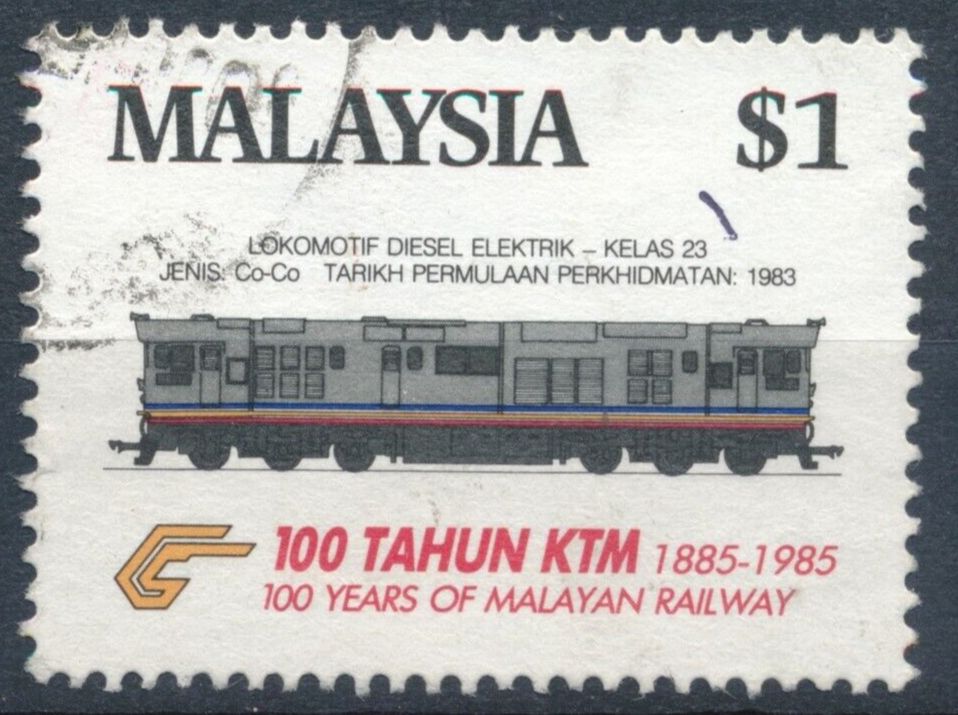 MALAYSIA $1
LOKOMOTIF DIESEL ELEKTRIK – KELAS 23
JENIS: Co-Co TARIKH PERMULAAN PERKHIDMATAN: 1983
100 TAHUN KTM 1885-1985
100 YEARS OF MALAYAN RAILWAY